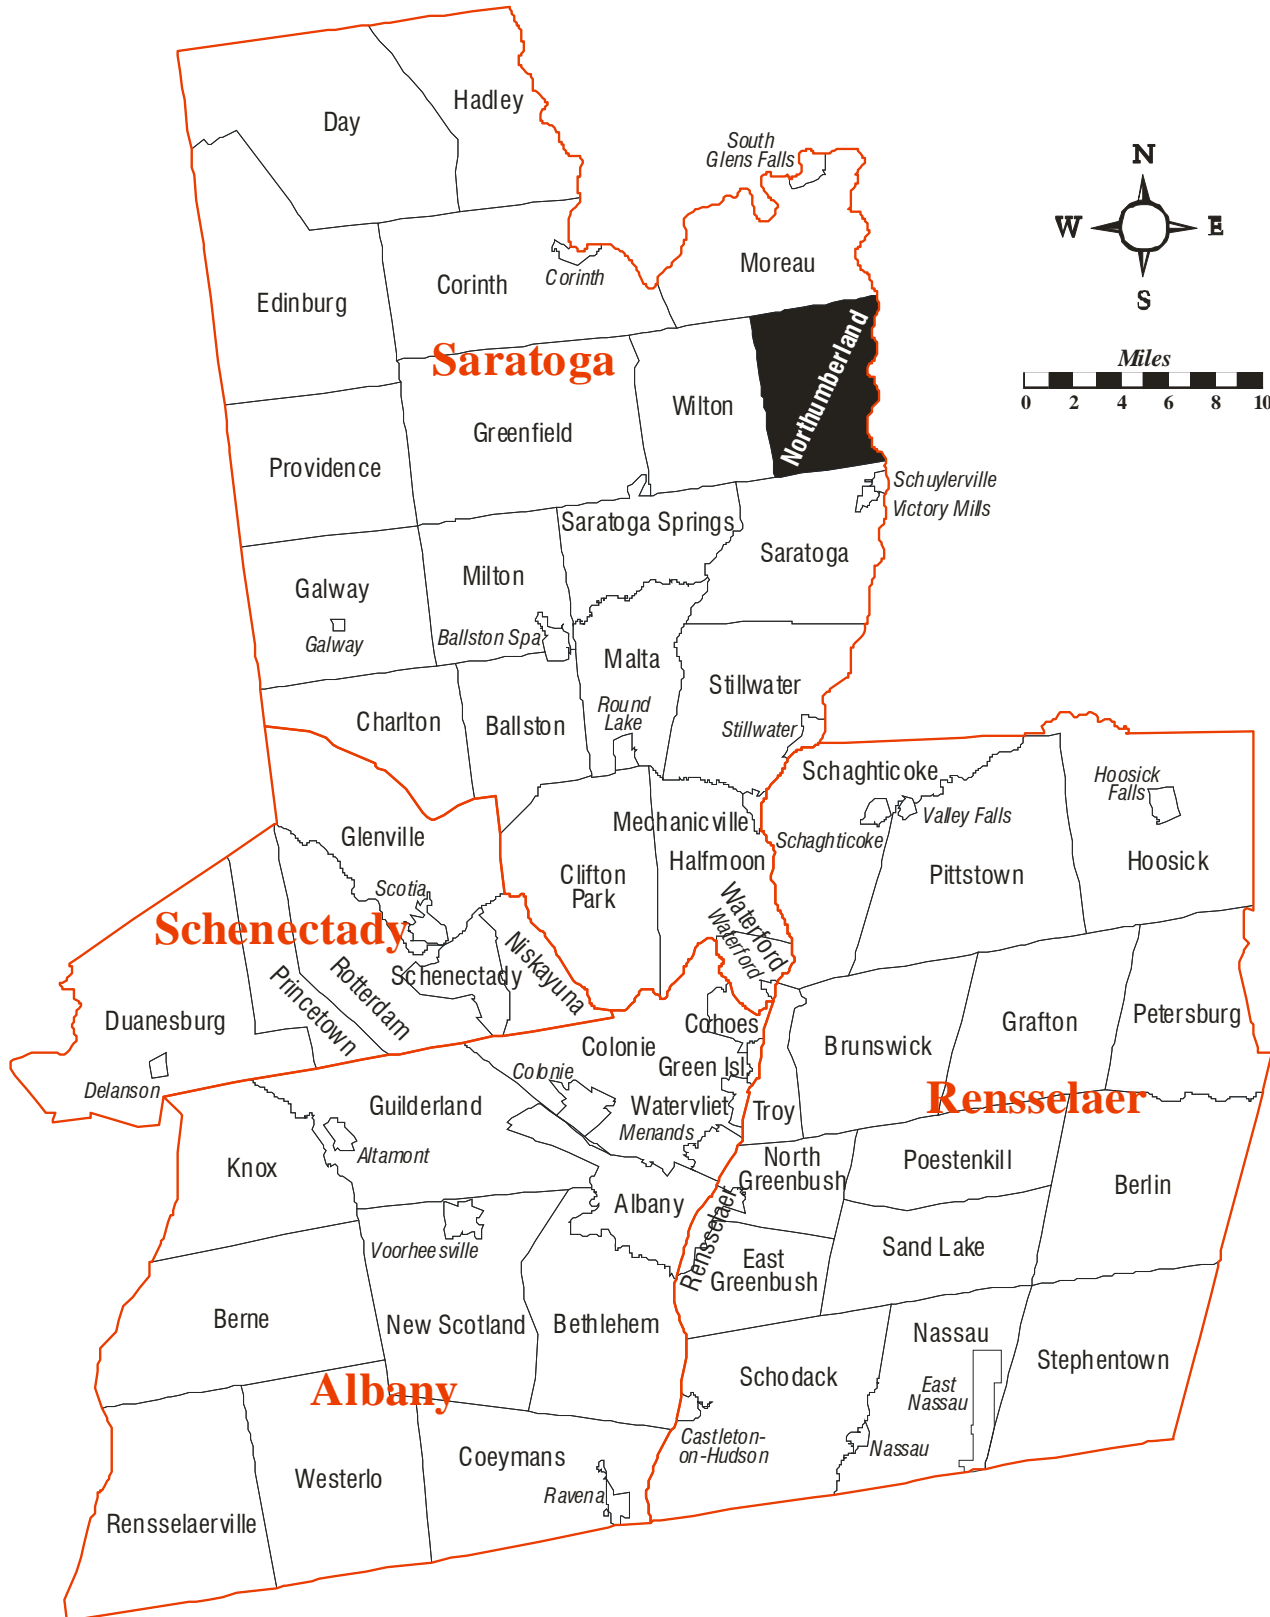 Hadley
Day
South
Glens Falls
N
W
E
S
Moreau
Corinth
Corinth
Edinburg
Northumberland
Saratoga
Miles
0 2 4 6 8 10
Wilton
Greenfield
Providence
Schuylerville
Victory Mills
Saratoga Springs
Saratoga
Milton
Galway
Galway
Ballston Spa
Malta
Stillwater
Round
Lake
Stillwater
Charlton
Ballston
Schaghticoke
Hoosick
Falls
Valley Falls
Schaghticoke
Mechanicville
Glenville
Halfmoon
Clifton
Park
Pittstown
Hoosick
Scotia
Waterford
Waterford
Schenectady
Schenectady
Niskayuna
Rotterdam
Princetown
Duanesburg
Delanson
Cohoes
Colonie
Green Isl
Colonie
Brunswick
Grafton
Petersburg
Rensselaer
Guilderland
Watervliet
Menands
Troy
Altamont
Knox
North
Greenbush
Poestenkill
Berlin
Albany
Rensselaer
Voorheesville
East
Greenbush
Sand Lake
Berne
New Scotland
Bethlehem
Nassau
Stephentown
Schodack
Albany
East
Nassau
Castleton-
on-Hudson
Nassau
Coeymans
Westerlo
Ravena
Rensselaerville